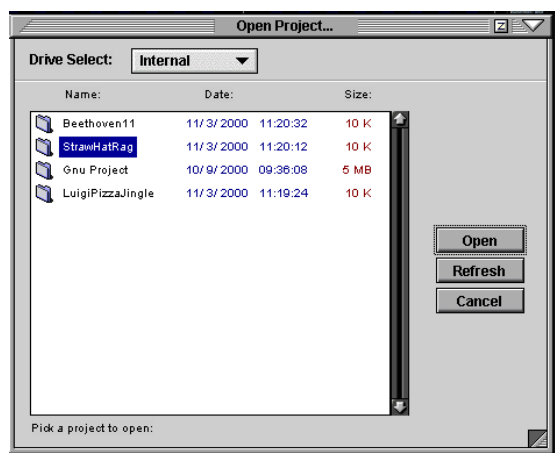 Open Project...
Z
Drive Select: Internal
Name: Date: Size:
Beethoven11 11/3/2000 11:20:32 10 K
StrawHatRag 11/3/2000 11:20:12 10 K
Gnu Project 10/9/2000 09:36:08 5 MB
LuigiPizzaJingle 11/3/2000 11:19:24 10 K
Open
Refresh
Cancel
Pick a project to open: